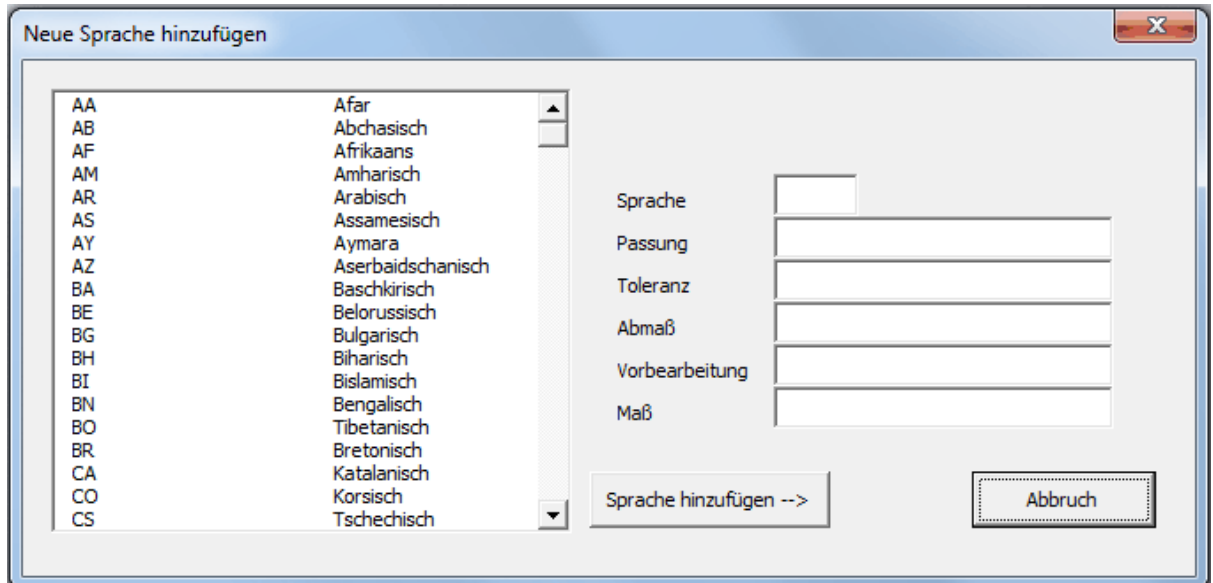 Neue Sprache hinzufügen
AA Afar
AB Abchasisch
AF Afrikaans
AM Amharisch
AR Arabisch
AS Assamesisch
AY Aymara
AZ Aserbaidschanisch
BA Baschkirisch
BE Belorussisch
BG Bulgarisch
BH Biharisch
BI Bislamisch
BN Bengalisch
BO Tibetanisch
BR Bretonisch
CA Katalanisch
CO Korsisch
CS Tschechisch
Sprache
Passung
Toleranz
Abmaß
Vorbearbeitung
Maß
Sprache hinzufügen -->
Abbruch